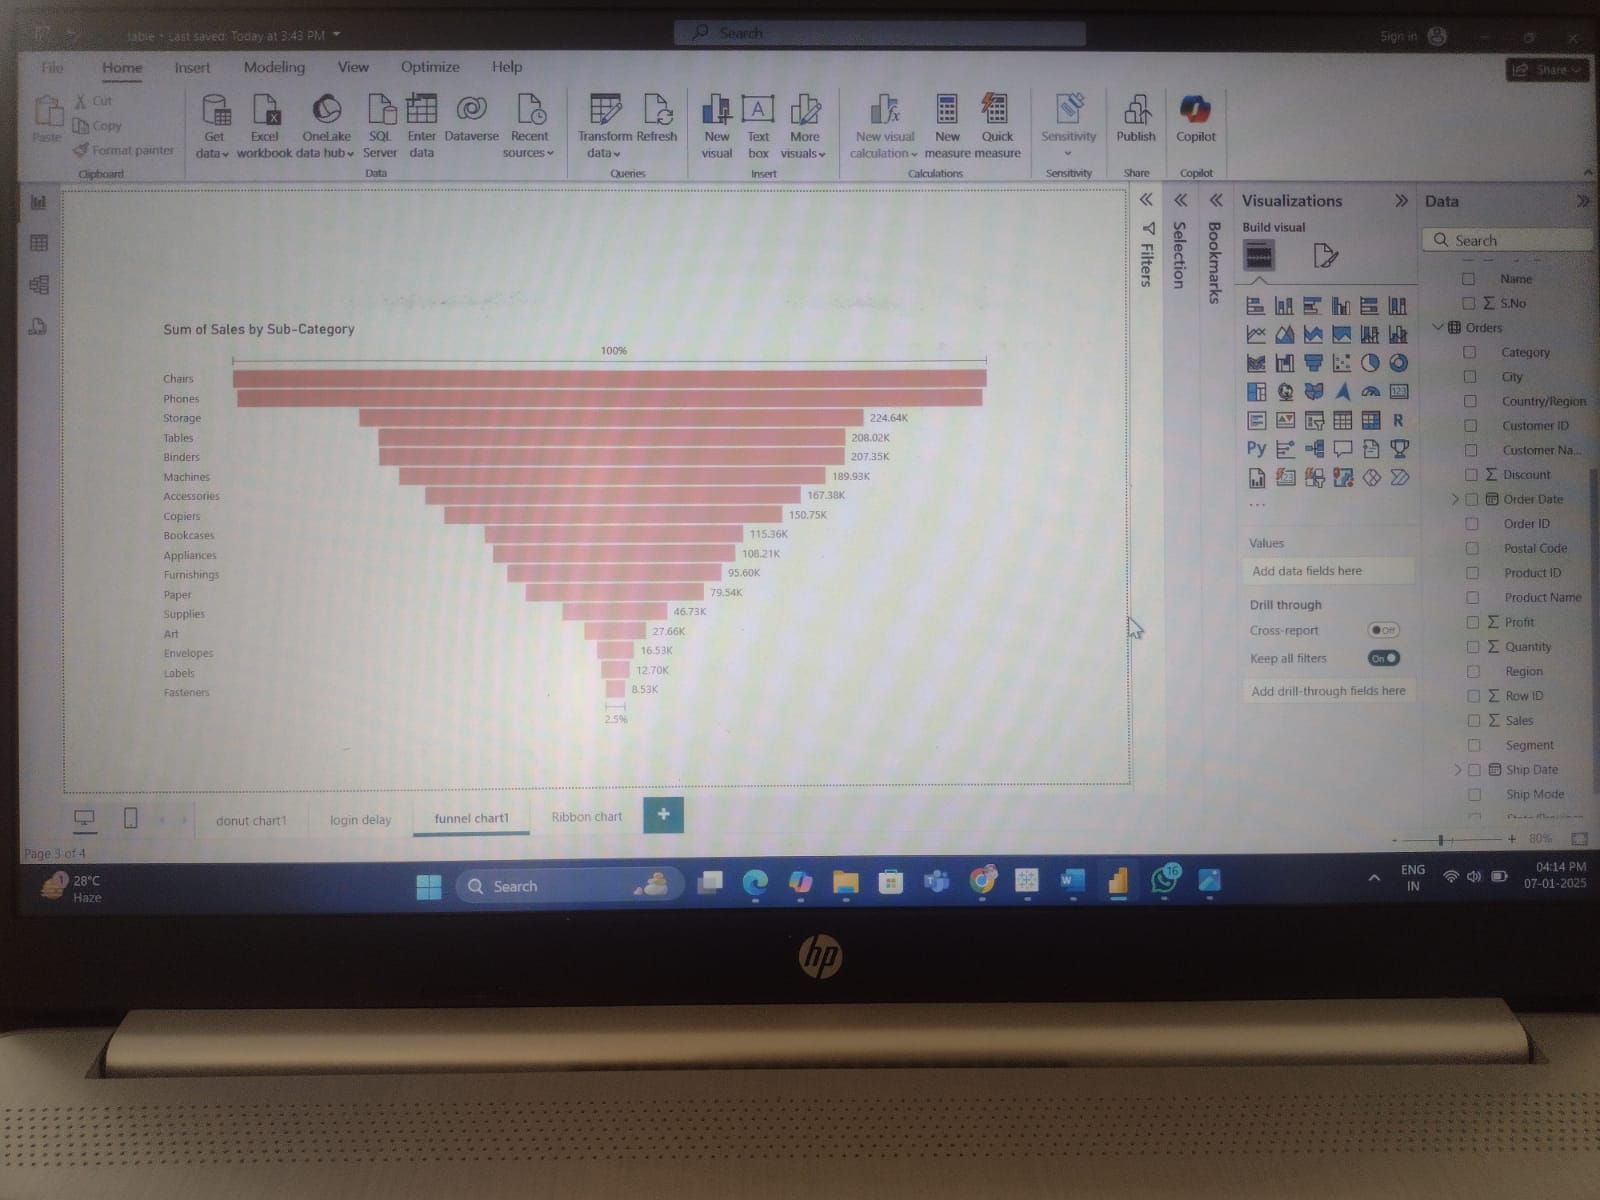 table • Last saved: Today at 3:43 PM
Search
Sign in
File Home Insert Modeling View Optimize Help
Share
Paste
Cut
Copy
Format painter
Clipboard
Get data
Excel workbook
OneLake data hub
SQL Server
Enter data
Dataverse
Recent sources
Data
Transform data
Refresh
Queries
New visual
Text box
More visuals
Insert
New visual calculation
New measure
Quick measure
Calculations
Sensitivity
Sensitivity
Publish
Share
Copilot
Copilot
Sum of Sales by Sub-Category
100%
Chairs
Phones
Storage 224.64K
Tables 208.02K
Binders 207.35K
Machines 189.93K
Accessories 167.38K
Copiers 150.75K
Bookcases 115.36K
Appliances 108.21K
Furnishings 95.60K
Paper 79.54K
Supplies 46.73K
Art 27.66K
Envelopes 16.53K
Labels 12.70K
Fasteners 8.53K
2.5%
Filters
Selection
Bookmarks
Visualizations
Build visual
123
R
Py
...
Values
Add data fields here
Drill through
Cross-report Off
Keep all filters On
Add drill-through fields here
Data
Search
Name
Σ S.No
Orders
Category
City
Country/Region
Customer ID
Customer Na...
Σ Discount
Order Date
Order ID
Postal Code
Product ID
Product Name
Σ Profit
Σ Quantity
Region
Σ Row ID
Σ Sales
Segment
Ship Date
Ship Mode
donut chart1
login delay
funnel chart1
Ribbon chart
+
Page 3 of 4
- + 80%
1
28°C
Haze
Search
16
ENG
IN
04:14 PM
07-01-2025
hp